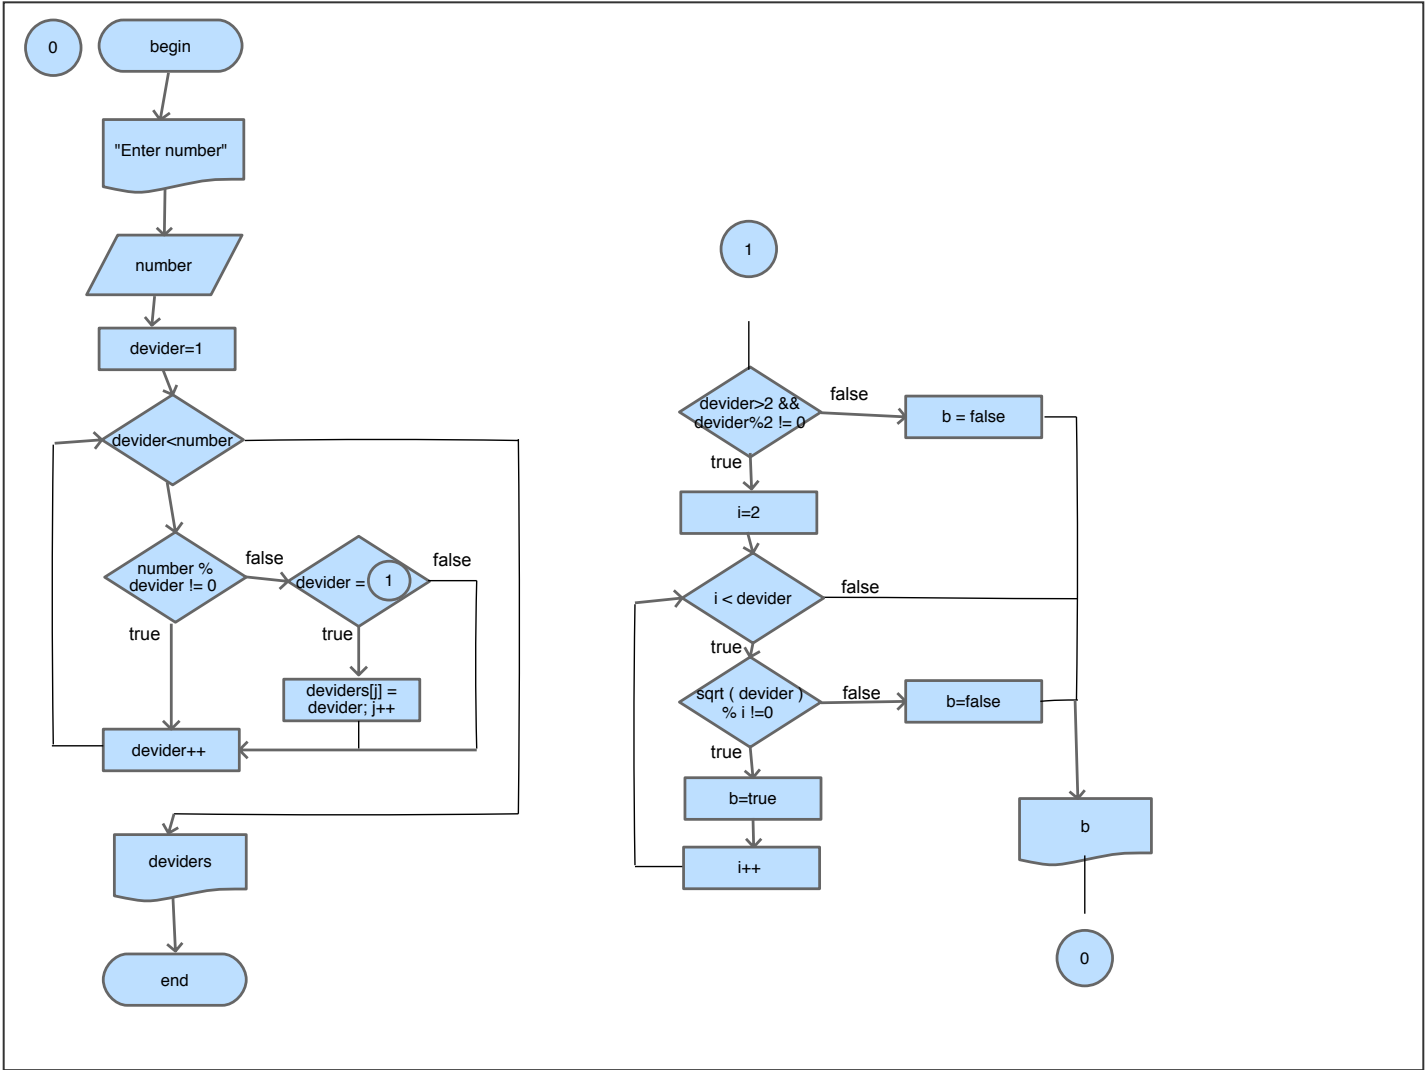 0
begin
"Enter number"
number
devider=1
devider<number
number %
devider != 0
false
devider =
1
false
true
true
deviders[j] =
devider; j++
devider++
deviders
end
1
devider>2 &&
devider%2 != 0
false
b = false
true
i=2
i < devider
false
true
sqrt ( devider )
% i !=0
false
b=false
true
b=true
i++
b
0